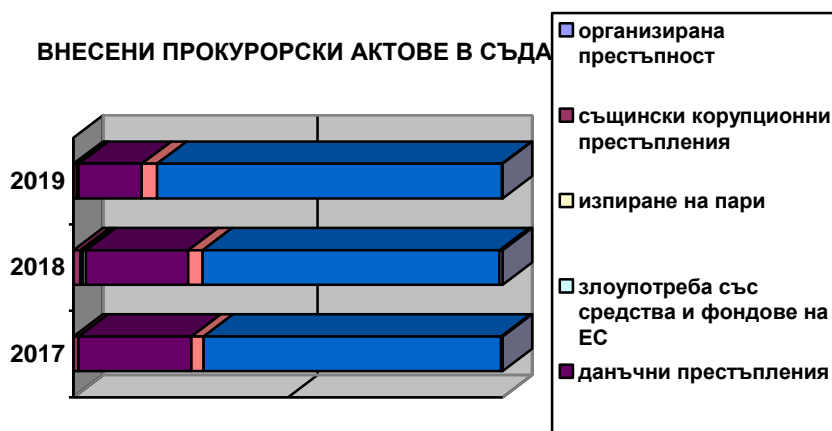 ВНЕСЕНИ ПРОКУРОРСКИ АКТОВЕ В СЪДА
2019
2018
2017
организирана
престъпност
същински корупционни
престъпления
изпиране на пари
злоупотреба със
средства и фондове на
ЕС
данъчни престъпления